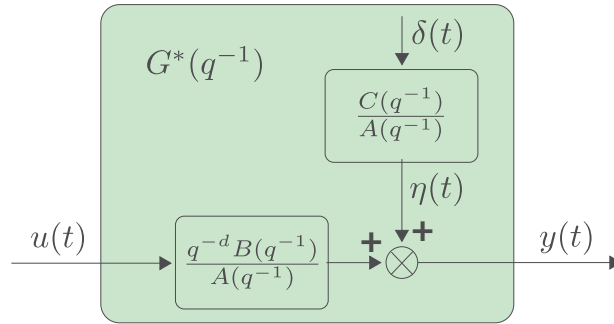 δ(t)
G*(q⁻¹)
C(q⁻¹)
A(q⁻¹)
η(t)
u(t)
q⁻ᵈB(q⁻¹)
A(q⁻¹)
+
+
y(t)